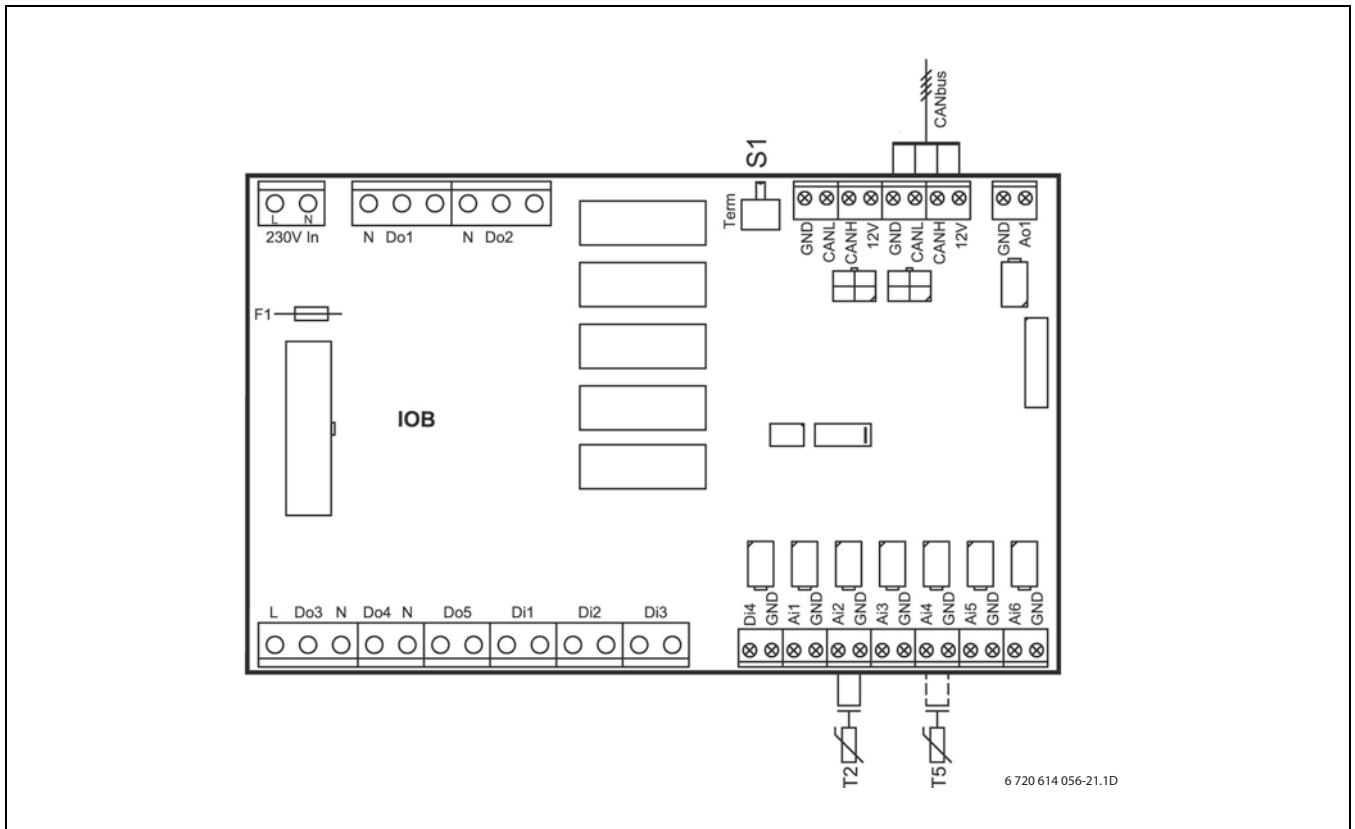 CANbus
S1
Term
L N
230V In
N Do1 N Do2
GND CANL CANH 12V GND CANL CANH 12V
GND Ao1
F1
IOB
L Do3 N Do4 N Do5 Di1 Di2 Di3
Di4 GND Ai1 GND Ai2 GND Ai3 GND Ai4 GND Ai5 GND Ai6 GND
T2
T5
6 720 614 056-21.1D